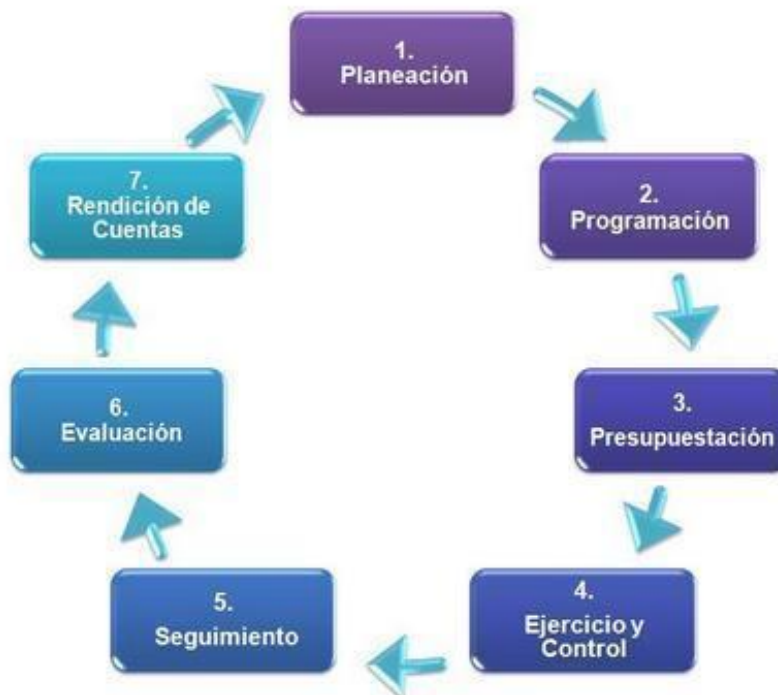 1.
Planeación
2.
Programación
3.
Presupuestación
4.
Ejercicio y
Control
5.
Seguimiento
6.
Evaluación
7.
Rendición de
Cuentas